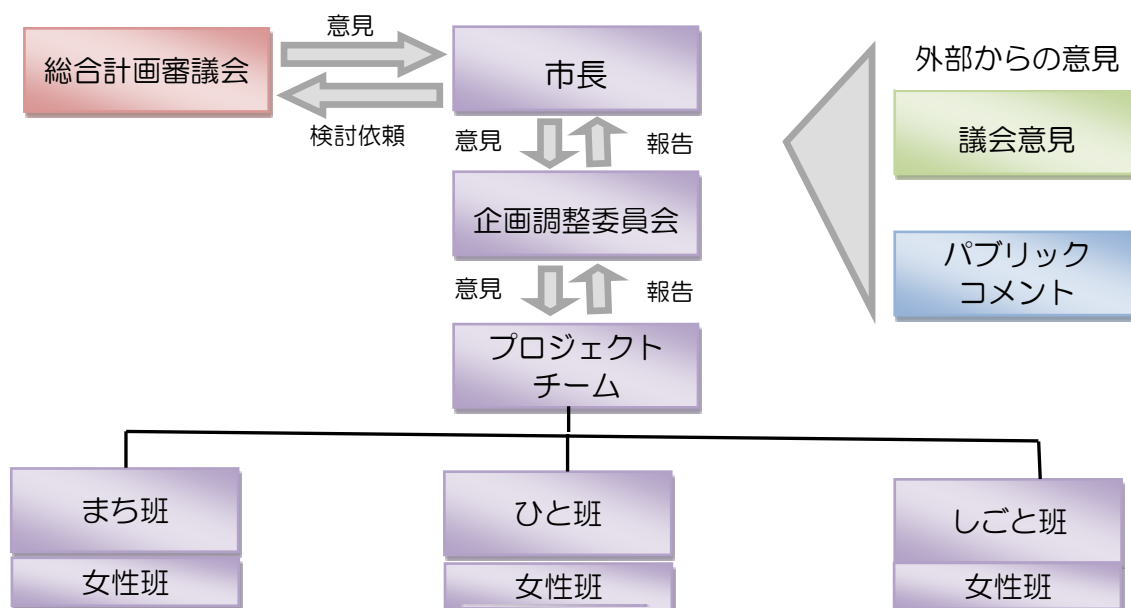 意見
総合計画審議会
市長
外部からの意見
検討依頼
意見
報告
議会意見
企画調整委員会
パブリック
コメント
意見
報告
プロジェクト
チーム
まち班
ひと班
しごと班
女性班
女性班
女性班